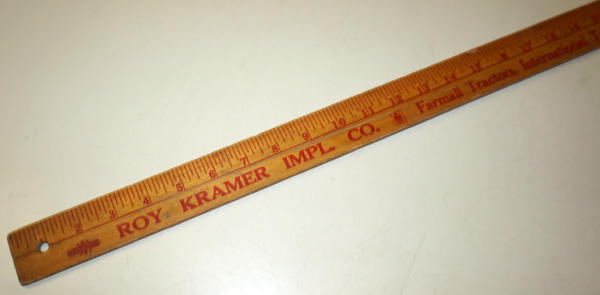 2 3 4 5 6 7 8 9 10 11 12 13 14 15 16 17 18 19
ROY KRAMER IMPL. CO. Farmall Tractors, International T